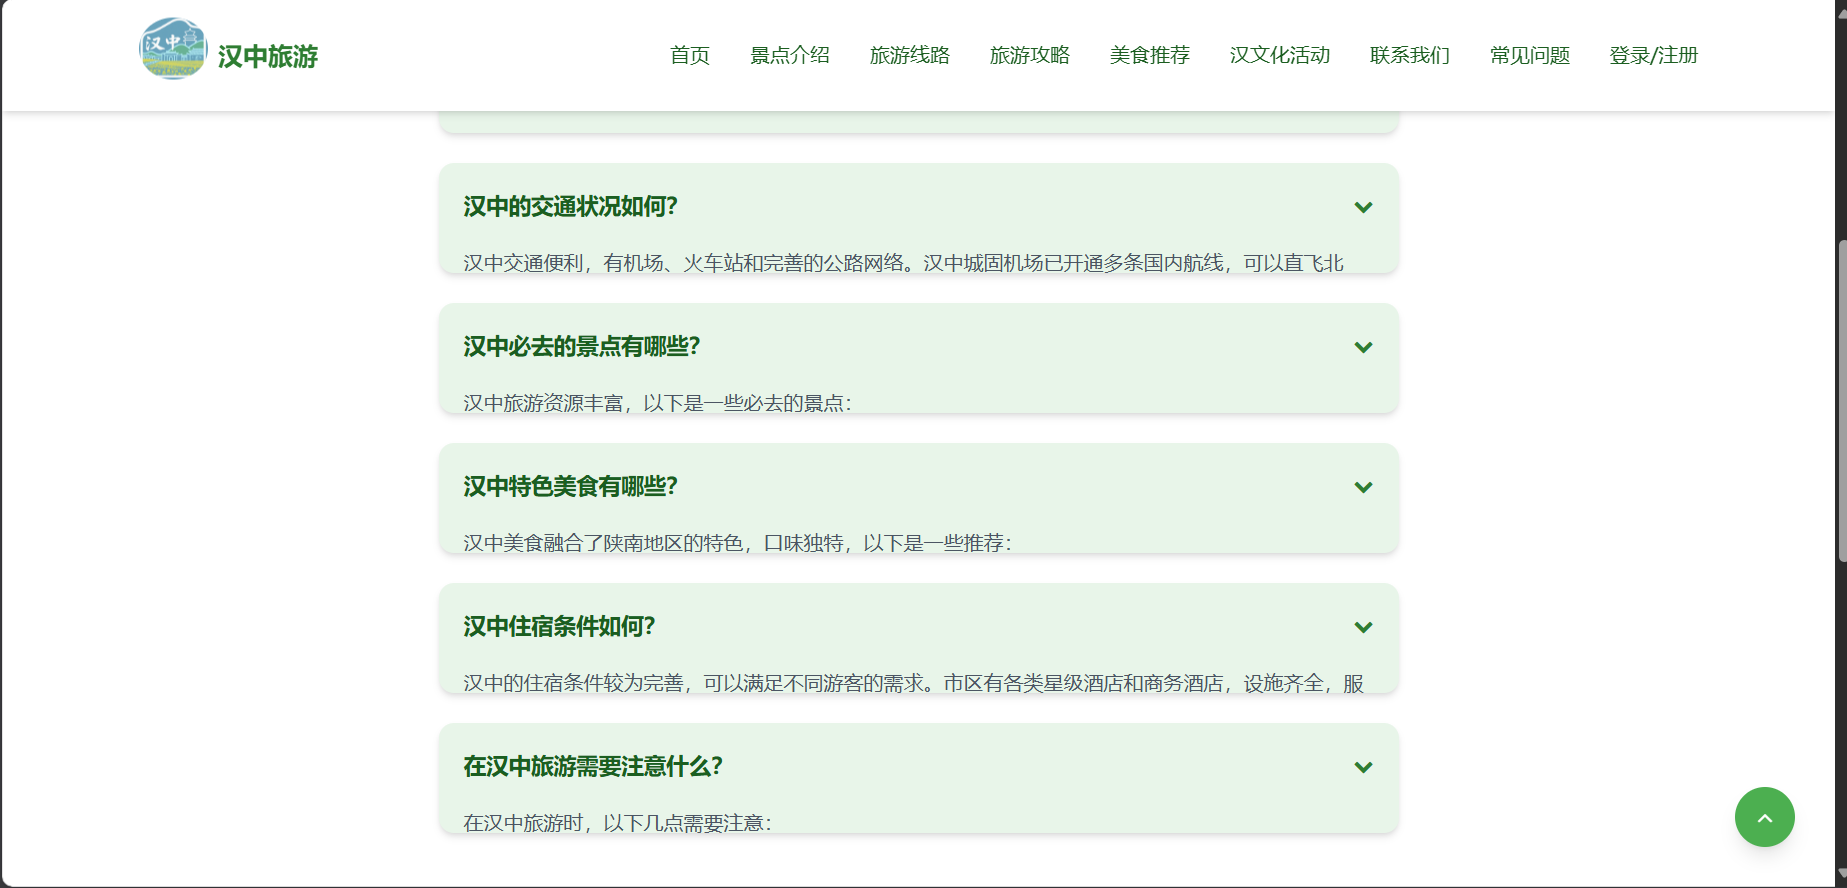 汉中
汉中旅游
首页 景点介绍 旅游线路 旅游攻略 美食推荐 汉文化活动 联系我们 常见问题 登录/注册
汉中的交通状况如何？
汉中交通便利，有机场、火车站和完善的公路网络。汉中城固机场已开通多条国内航线，可以直飞北
汉中必去的景点有哪些？
汉中旅游资源丰富，以下是一些必去的景点：
汉中特色美食有哪些？
汉中美食融合了陕南地区的特色，口味独特，以下是一些推荐：
汉中住宿条件如何？
汉中的住宿条件较为完善，可以满足不同游客的需求。市区有各类星级酒店和商务酒店，设施齐全，服
在汉中旅游需要注意什么？
在汉中旅游时，以下几点需要注意：